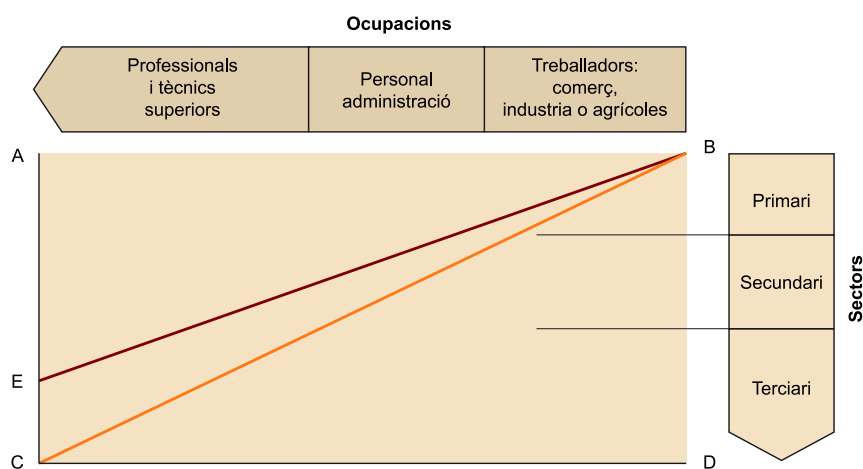 Ocupacions
Professionals
i tècnics
superiors
Personal
administració
Treballadors:
comerç,
industria o agrícoles
A
B
Primari
Secundari
Sectors
Terciari
E
C
D